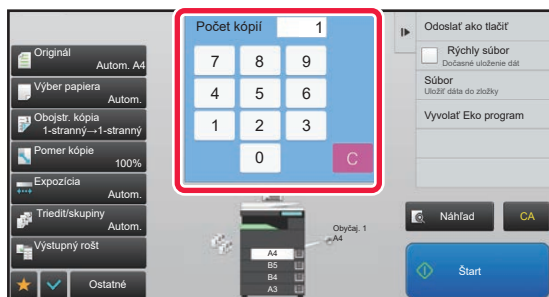 Originál
Autom. A4
Výber papiera
Autom.
Obojstr. kópia
1-stranný→1-stranný
Pomer kópie
100%
Expozícia
Autom.
Triediť/skupiny
Autom.
Výstupný rošt
Ostatné
Počet kópií 1
7 8 9
4 5 6
1 2 3
0 C
Obyčaj. 1
A4
A4
B5
B4
A3
Odoslať ako tlačiť
Rýchly súbor
Dočasné uloženie dát
Súbor
Uložiť dáta do zložky
Vyvolať Eko program
Náhľad CA
Štart